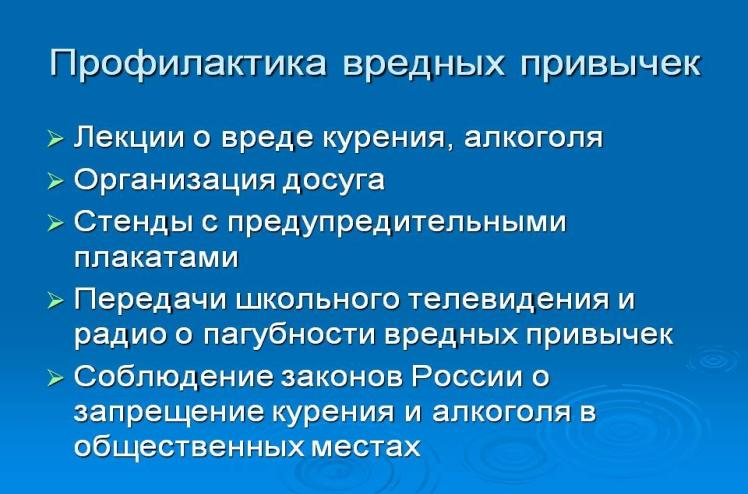 Профилактика вредных привычек
Лекции о вреде курения, алкоголя
Организация досуга
Стенды с предупредительными
плакатами
Передачи школьного телевидения и
радио о пагубности вредных привычек
Соблюдение законов России о
запрещение курения и алкоголя в
общественных местах